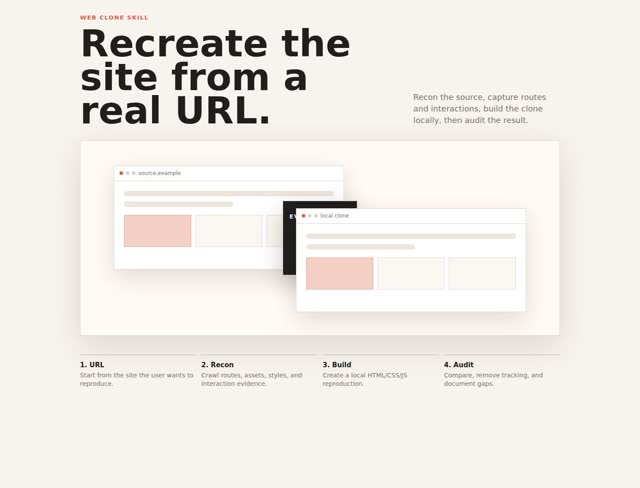 WEB CLONE SKILL
Recreate the
site from a
real URL.
Recon the source, capture routes
and interactions, build the clone
locally, then audit the result.
source.example
local clone
1. URL
Start from the site the user wants to
reproduce.
2. Recon
Crawl routes, assets, styles, and
interaction evidence.
3. Build
Create a local HTML/CSS/JS
reproduction.
4. Audit
Compare, remove tracking, and
document gaps.